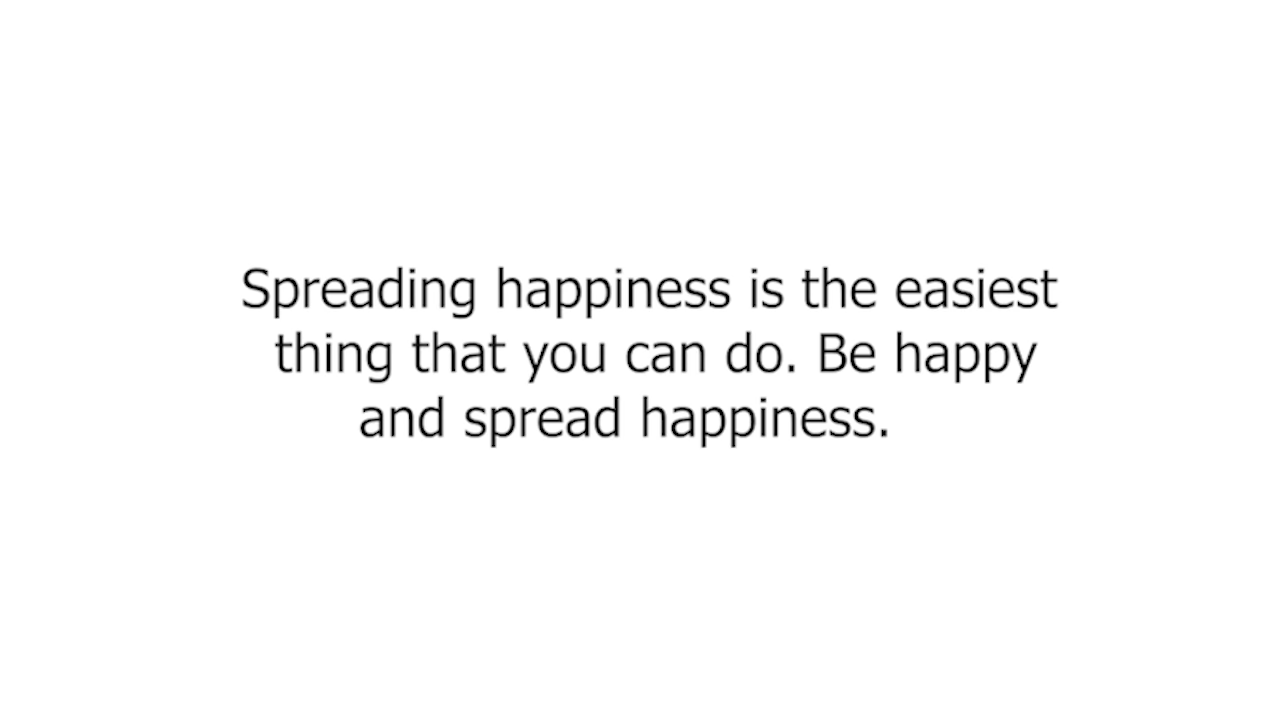 Spreading happiness is the easiest
thing that you can do. Be happy
and spread happiness.